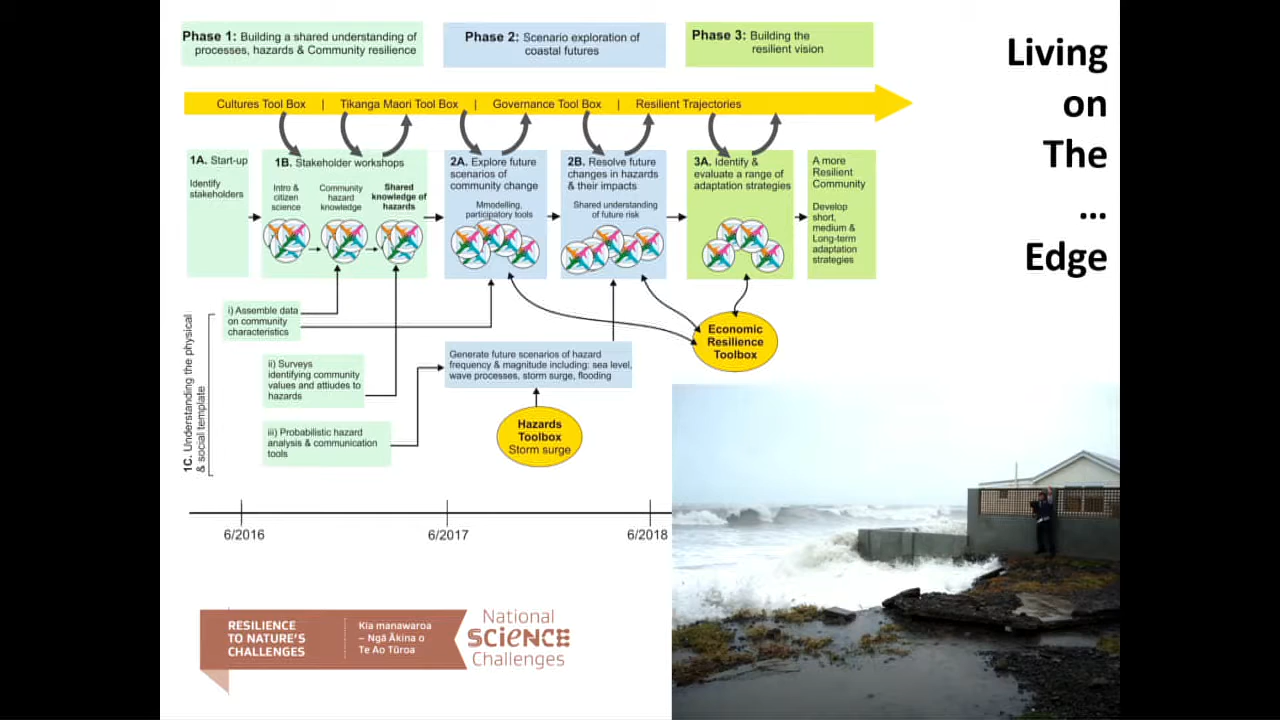 Phase 1: Building a shared understanding of
processes, hazards & Community resilience
Phase 2: Scenario exploration of
coastal futures
Phase 3: Building the
resilient vision
Living
on
The
...
Edge
Cultures Tool Box | Tikanga Maori Tool Box | Governance Tool Box | Resilient Trajectories
1A. Start-up
Identify
stakeholders
1B. Stakeholder workshops
Intro &
citizen
science
Community
hazard
knowledge
Shared
knowledge of
hazards
2A. Explore future
scenarios of
community change
Mmodelling,
participatory tools
2B. Resolve future
changes in hazards
& their impacts
Shared understanding
of future risk
3A. Identify &
evaluate a range of
adaptation strategies
A more
Resilient
Community
Develop
short,
medium &
Long-term
adaptation
strategies
1C. Understanding the physical
& social template
i) Assemble data
on community
characteristics
ii) Surveys
identifying community
values and attiudes to
hazards
iii) Probabilistic hazard
analysis & communication
tools
Generate future scenarios of hazard
frequency & magnitude including: sea level,
wave processes, storm surge, flooding
Economic
Resilience
Toolbox
Hazards
Toolbox
Storm surge
6/2016
6/2017
6/2018
RESILIENCE
TO NATURE'S
CHALLENGES
Kia manawaroa
– Ngā Ākina o
Te Ao Tūroa
National
SCIENCE
Challenges